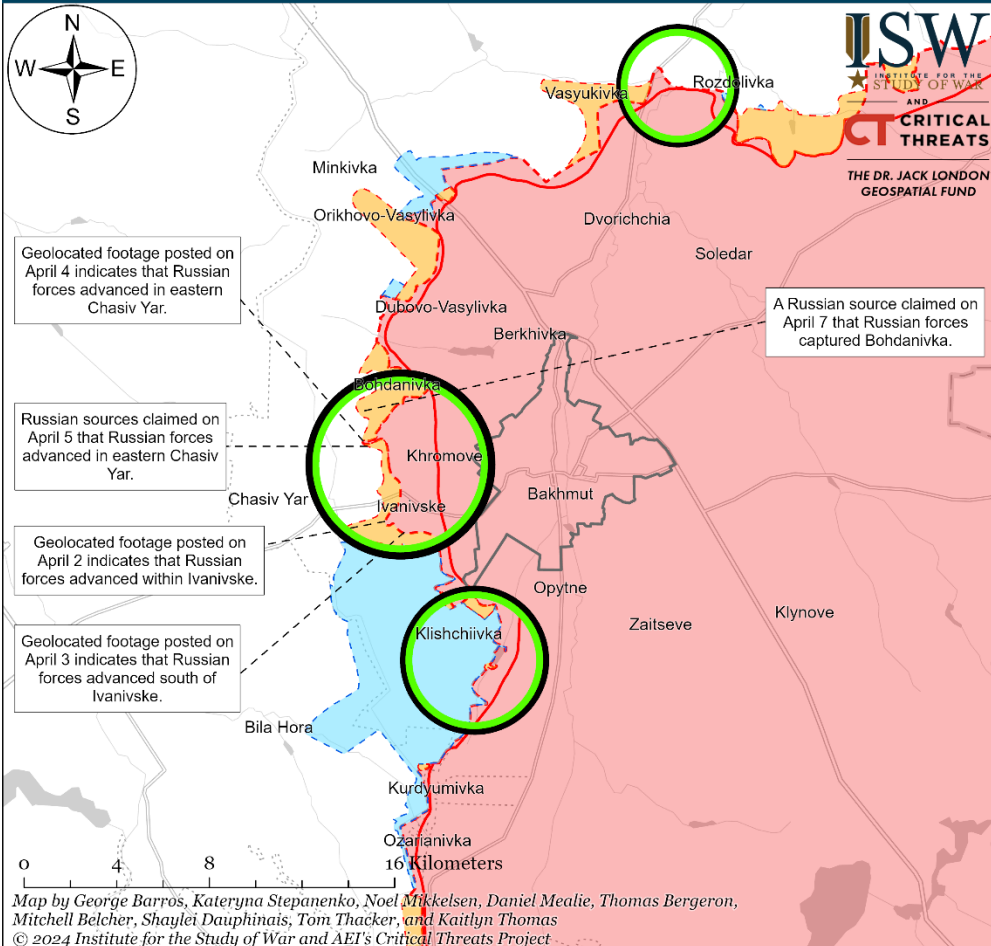 N
W E
S
ISW
INSTITUTE FOR THE
STUDY OF WAR
AND
CT CRITICAL
THREATS
THE DR. JACK LONDON
GEOSPATIAL FUND
Rozdolivka
Vasyukivka
Minkivka
Orikhovo-Vasylivka
Dvorichchia
Soledar
Geolocated footage posted on
April 4 indicates that Russian
forces advanced in eastern
Chasiv Yar.
Dubovo-Vasylivka
Berkhivka
A Russian source claimed on
April 7 that Russian forces
captured Bohdanivka.
Bohdanivka
Russian sources claimed on
April 5 that Russian forces
advanced in eastern Chasiv
Yar.
Khromove
Chasiv Yar
Bakhmut
Ivanivske
Geolocated footage posted on
April 2 indicates that Russian
forces advanced within Ivanivske.
Opytne
Klynove
Zaitseve
Klishchiivka
Geolocated footage posted on
April 3 indicates that Russian
forces advanced south of
Ivanivske.
Bila Hora
Kurdyumivka
Ozarianivka
0 4 8 16 Kilometers
Map by George Barros, Kateryna Stepanenko, Noel Mikkelsen, Daniel Mealie, Thomas Bergeron,
Mitchell Belcher, Shaylei Dauphinais, Tom Thacker, and Kaitlyn Thomas
© 2024 Institute for the Study of War and AEI's Critical Threats Project